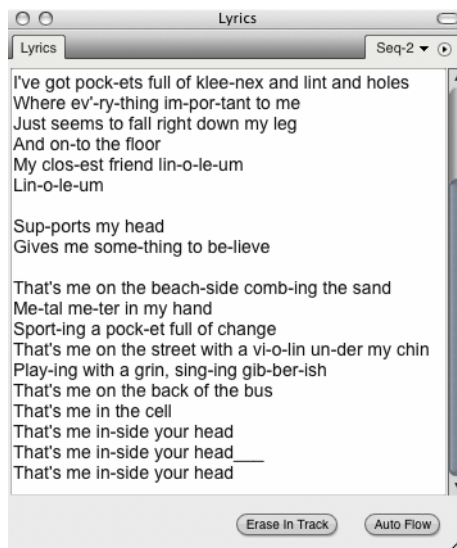 Lyrics
Lyrics
Seq-2
I've got pock-ets full of klee-nex and lint and holes
Where ev'-ry-thing im-por-tant to me
Just seems to fall right down my leg
And on-to the floor
My clos-est friend lin-o-le-um
Lin-o-le-um
Sup-ports my head
Gives me some-thing to be-lieve
That's me on the beach-side comb-ing the sand
Me-tal me-ter in my hand
Sport-ing a pock-et full of change
That's me on the street with a vi-o-lin un-der my chin
Play-ing with a grin, sing-ing gib-ber-ish
That's me on the back of the bus
That's me in the cell
That's me in-side your head
That's me in-side your head___
That's me in-side your head
Erase In Track
Auto Flow